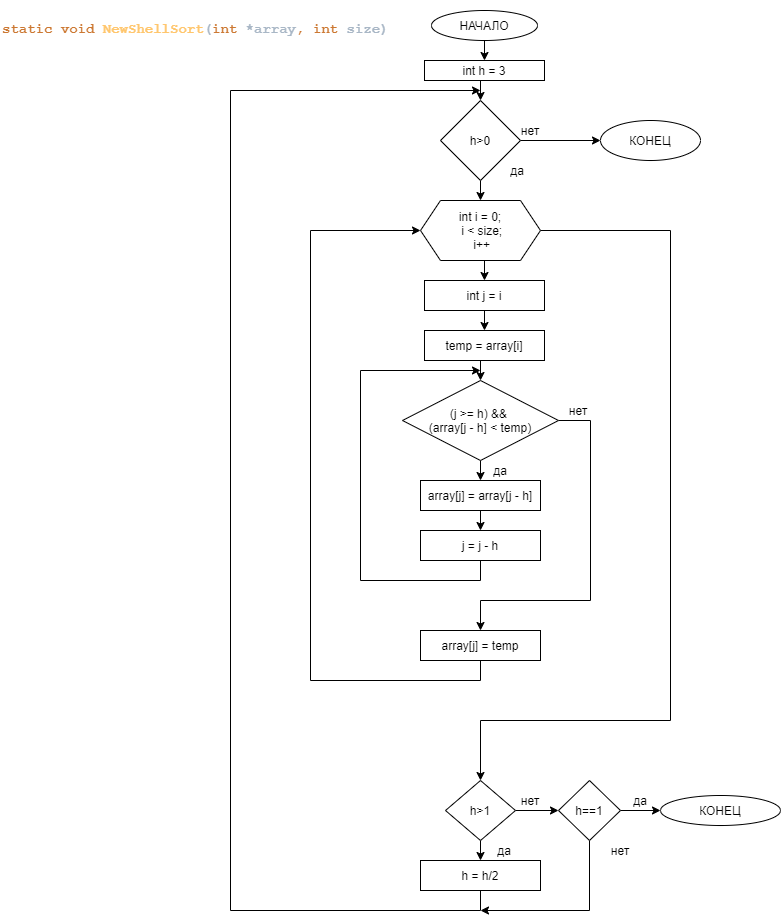 static void NewShellSort(int *array, int size)
НАЧАЛО
int h = 3
h>0
нет
КОНЕЦ
да
int i = 0;
i < size;
i++
int j = i
temp = array[i]
(j >= h) &&
(array[j - h] < temp)
нет
да
array[j] = array[j - h]
j = j - h
array[j] = temp
h>1
нет
h==1
да
КОНЕЦ
да
нет
h = h/2